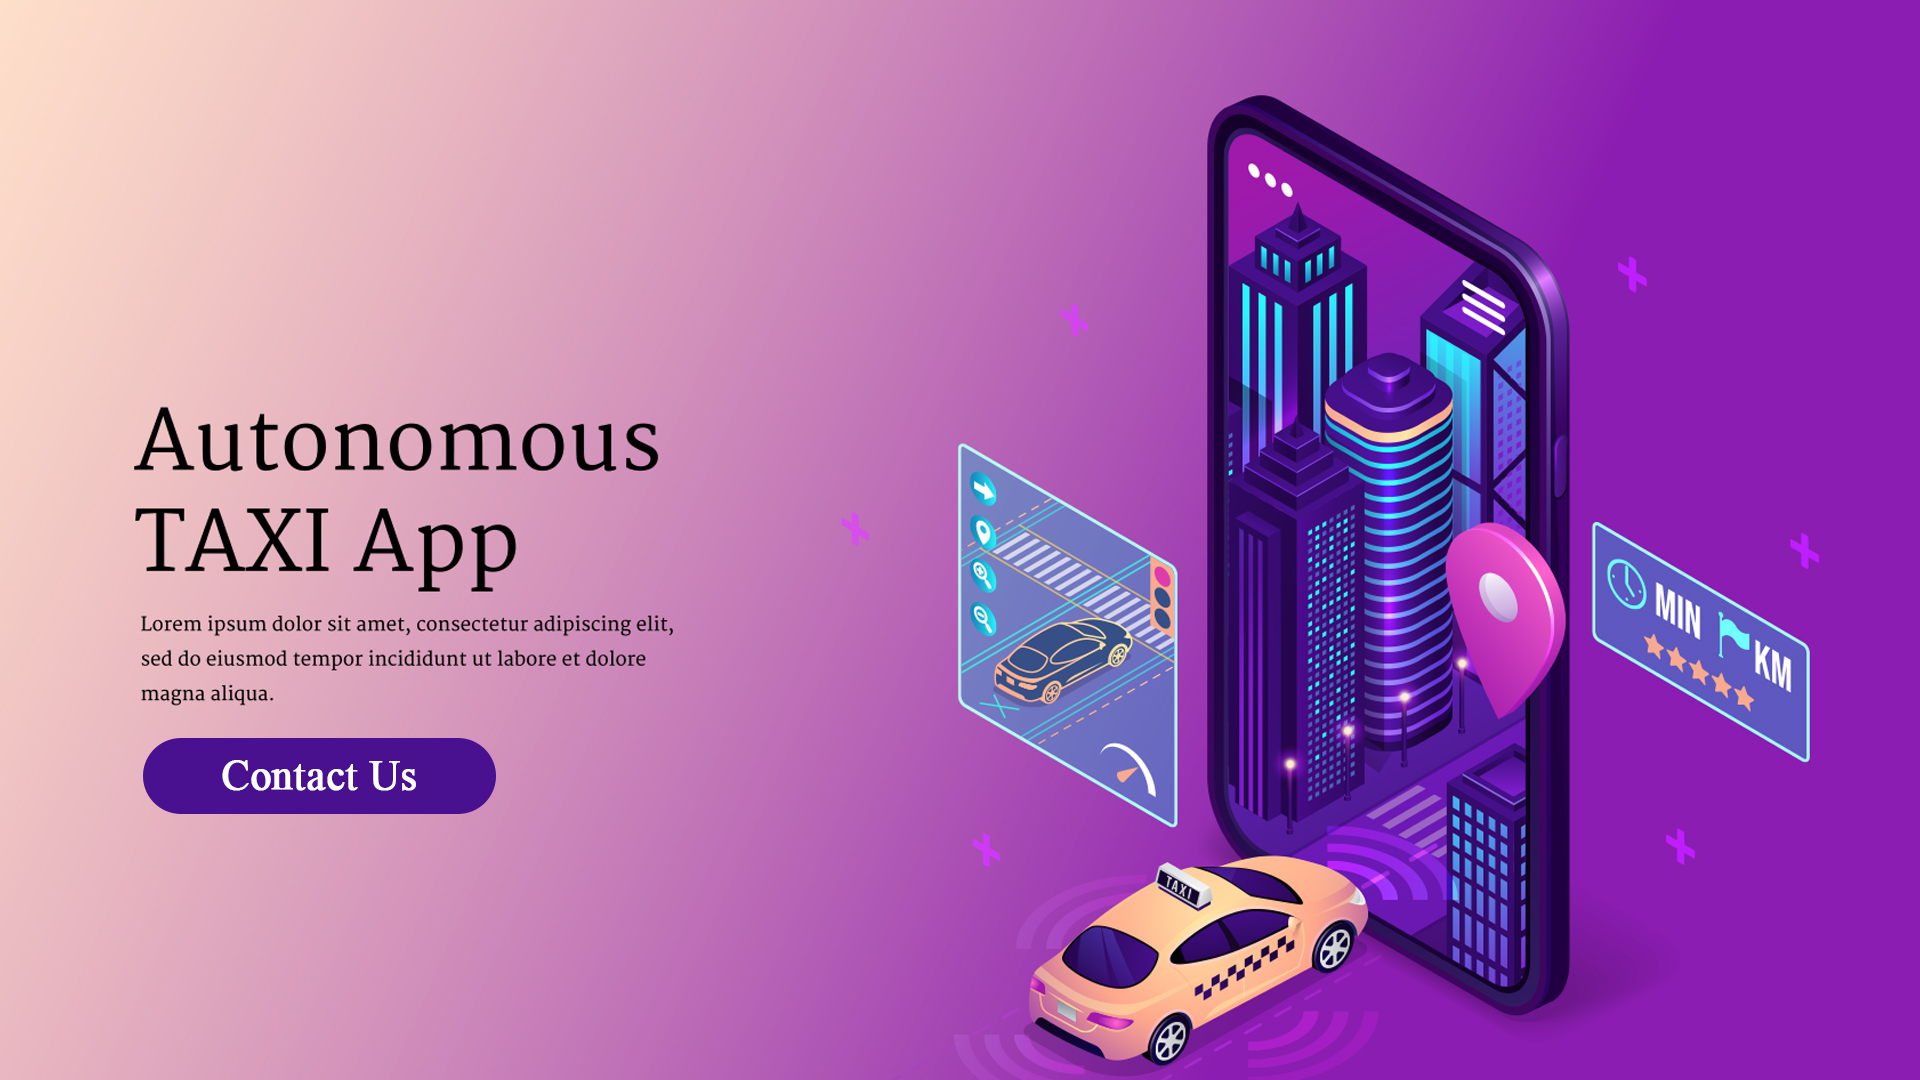 Autonomous
TAXI App
Lorem ipsum dolor sit amet, consectetur adipiscing elit,
sed do eiusmod tempor incididunt ut labore et dolore
magna aliqua.
Contact Us
MIN KM
TAXI